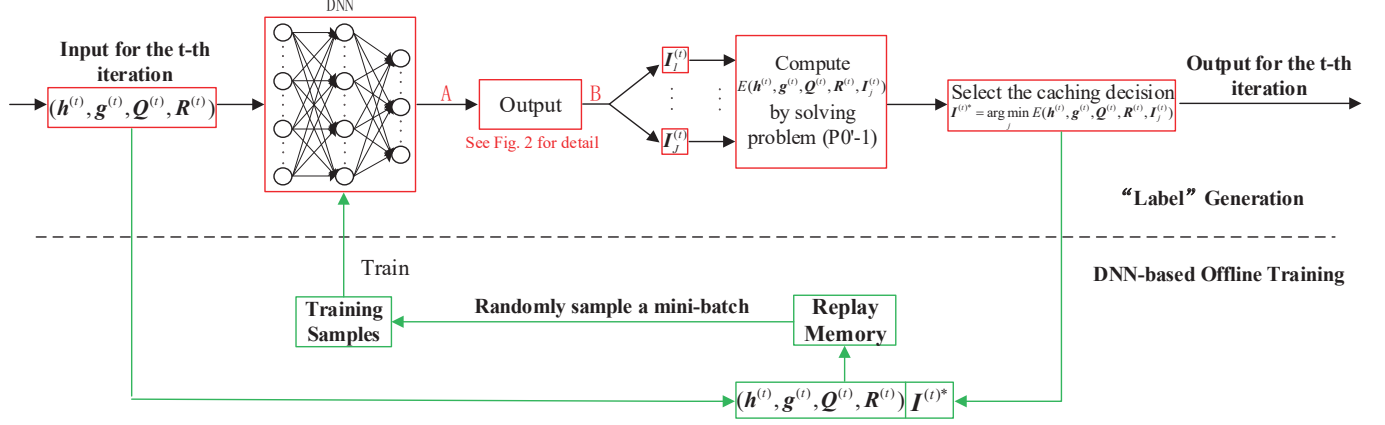 DNN
Input for the t-th
iteration
(h^(t), g^(t), Q^(t), R^(t))
A
Output
See Fig. 2 for detail
B
I_1^(t)
I_J^(t)
Compute
E(h^(t), g^(t), Q^(t), R^(t), I_j^(t))
by solving
problem (P0'-1)
Select the caching decision
I^(t)* = arg min_j E(h^(t), g^(t), Q^(t), R^(t), I_j^(t))
Output for the t-th
iteration
“Label” Generation
DNN-based Offline Training
Train
Training
Samples
Randomly sample a mini-batch
Replay
Memory
(h^(t), g^(t), Q^(t), R^(t)) I^(t)*